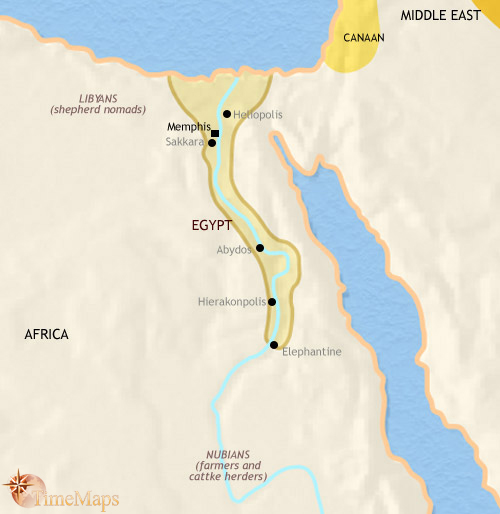 MIDDLE EAST
CANAAN
LIBYANS
(shepherd nomads)
Heliopolis
Memphis
Sakkara
EGYPT
Abydos
Hierakonpolis
AFRICA
Elephantine
NUBIANS
(farmers and
cattke herders)
TimeMaps